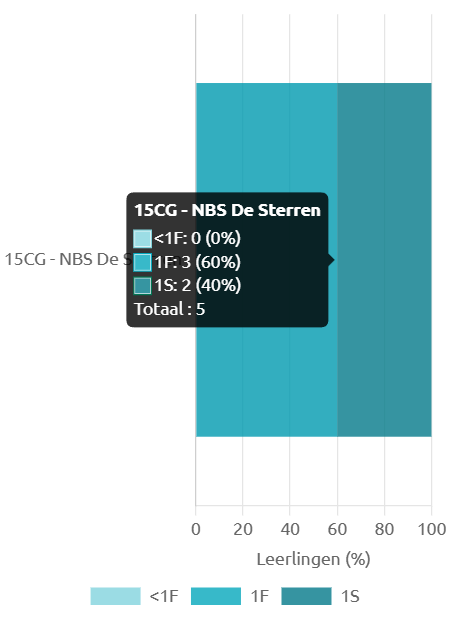 15CG - NBS De Sterren
<1F: 0 (0%)
15CG - NBS De S
1F: 3 (60%)
1S: 2 (40%)
Totaal : 5
0 20 40 60 80 100
Leerlingen (%)
<1F 1F 1S